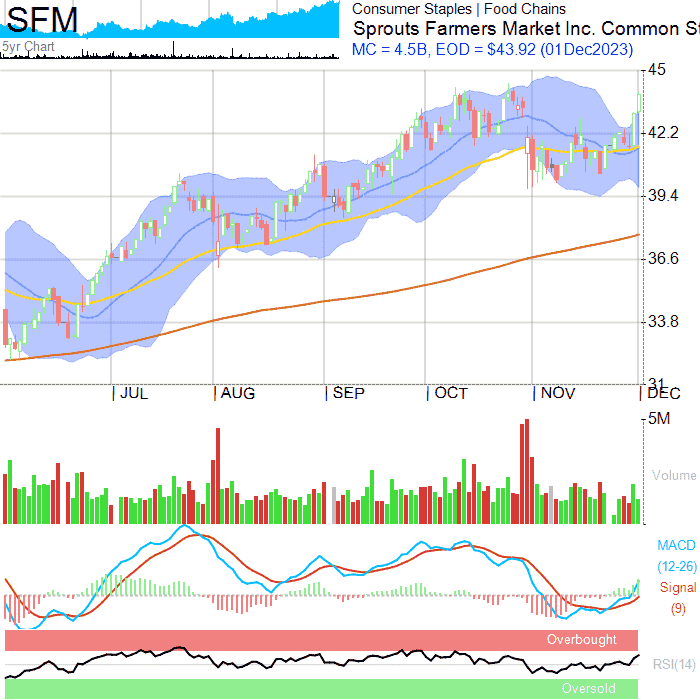 SFM
5yr Chart
Consumer Staples | Food Chains
Sprouts Farmers Market Inc. Common St
MC = 4.5B, EOD = $43.92 (01Dec2023)
45
42.2
39.4
36.6
33.8
31
JUL AUG SEP OCT NOV DEC
5M
Volume
MACD
(12-26)
Signal
(9)
Overbought
RSI(14)
Oversold